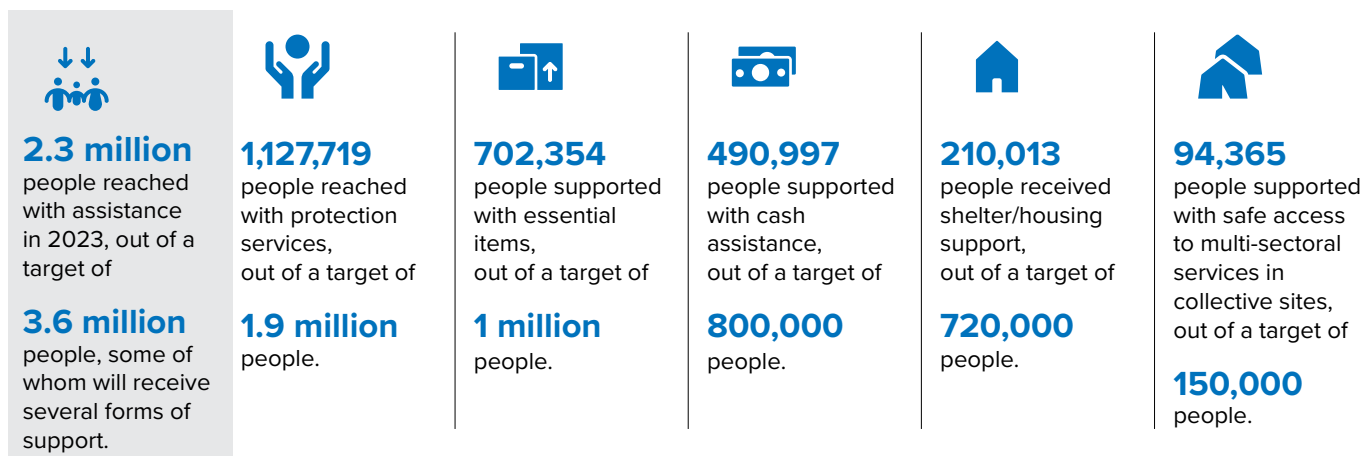 2.3 million
people reached
with assistance
in 2023, out of a
target of
3.6 million
people, some of
whom will receive
several forms of
support.
1,127,719
people reached
with protection
services,
out of a target of
1.9 million
people.
702,354
people supported
with essential
items,
out of a target of
1 million
people.
490,997
people supported
with cash
assistance,
out of a target of
800,000
people.
210,013
people received
shelter/housing
support,
out of a target of
720,000
people.
94,365
people supported
with safe access
to multi-sectoral
services in
collective sites,
out of a target of
150,000
people.